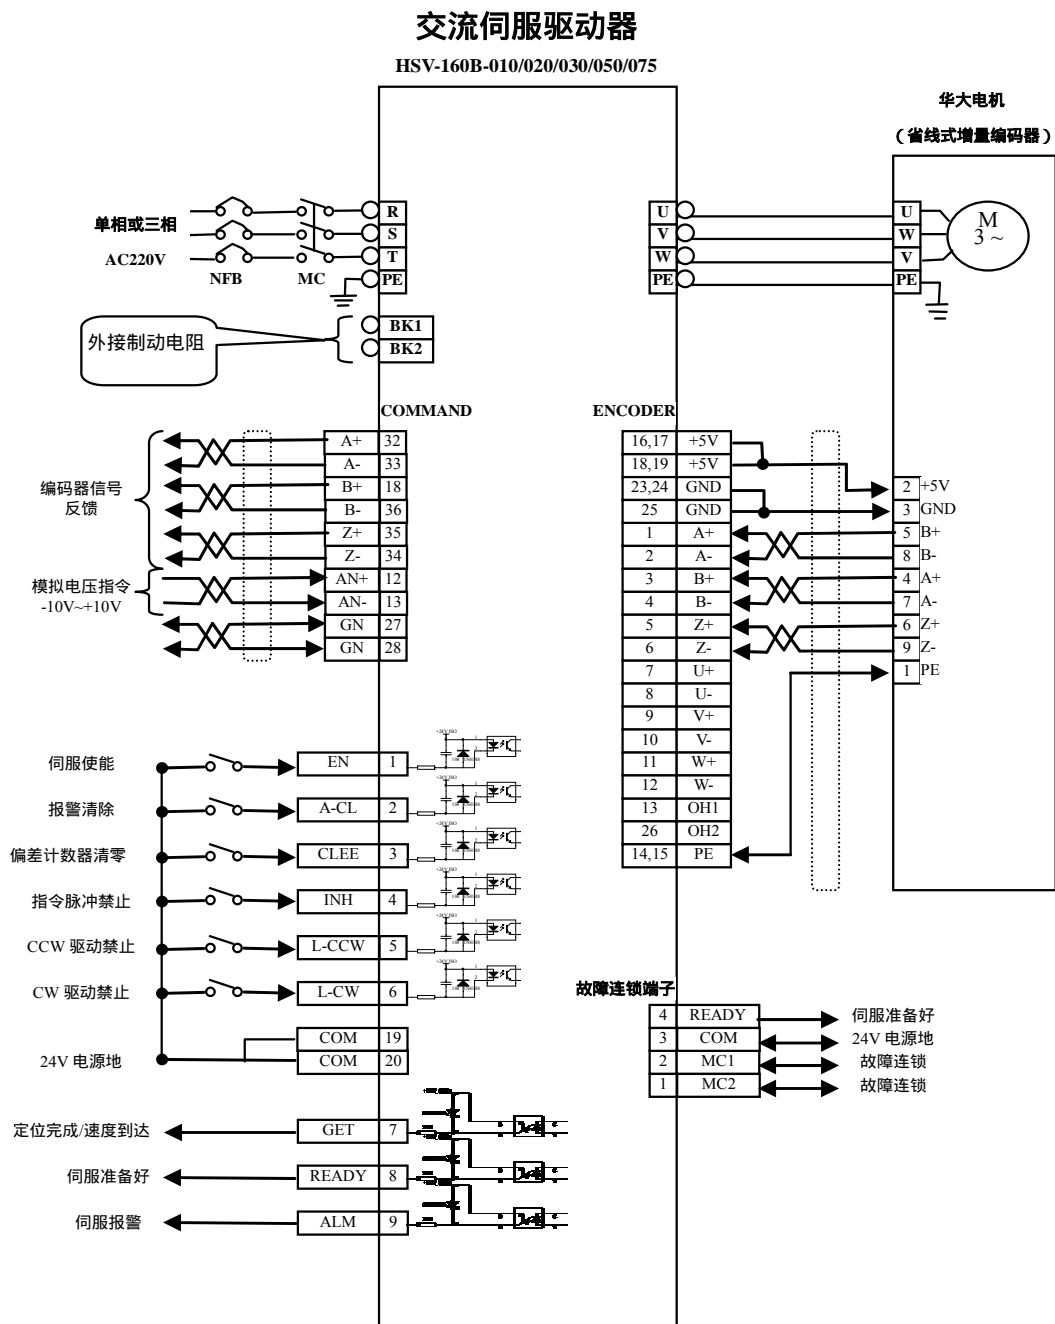 交流伺服驱动器
HSV-160B-010/020/030/050/075
华大电机
（省线式增量编码器）
单相或三相
AC220V
NFB
MC
R
S
T
PE
U
V
W
PE
U
W
V
PE
M
3 ~
外接制动电阻
BK1
BK2
COMMAND
编码器信号
反馈
模拟电压指令
-10V~+10V
A+ 32
A- 33
B+ 18
B- 36
Z+ 35
Z- 34
AN+ 12
AN- 13
GN 27
GN 28
ENCODER
16,17 +5V
18,19 +5V
23,24 GND
25 GND
1 A+
2 A-
3 B+
4 B-
5 Z+
6 Z-
7 U+
8 U-
9 V+
10 V-
11 W+
12 W-
13 OH1
26 OH2
14,15 PE
2 +5V
3 GND
5 B+
8 B-
4 A+
7 A-
6 Z+
9 Z-
1 PE
伺服使能 EN 1
报警清除 A-CL 2
偏差计数器清零 CLEE 3
指令脉冲禁止 INH 4
CCW 驱动禁止 L-CCW 5
CW 驱动禁止 L-CW 6
COM 19
24V 电源地 COM 20
定位完成/速度到达 GET 7
伺服准备好 READY 8
伺服报警 ALM 9
故障连锁端子
4 READY 伺服准备好
3 COM 24V 电源地
2 MC1 故障连锁
1 MC2 故障连锁